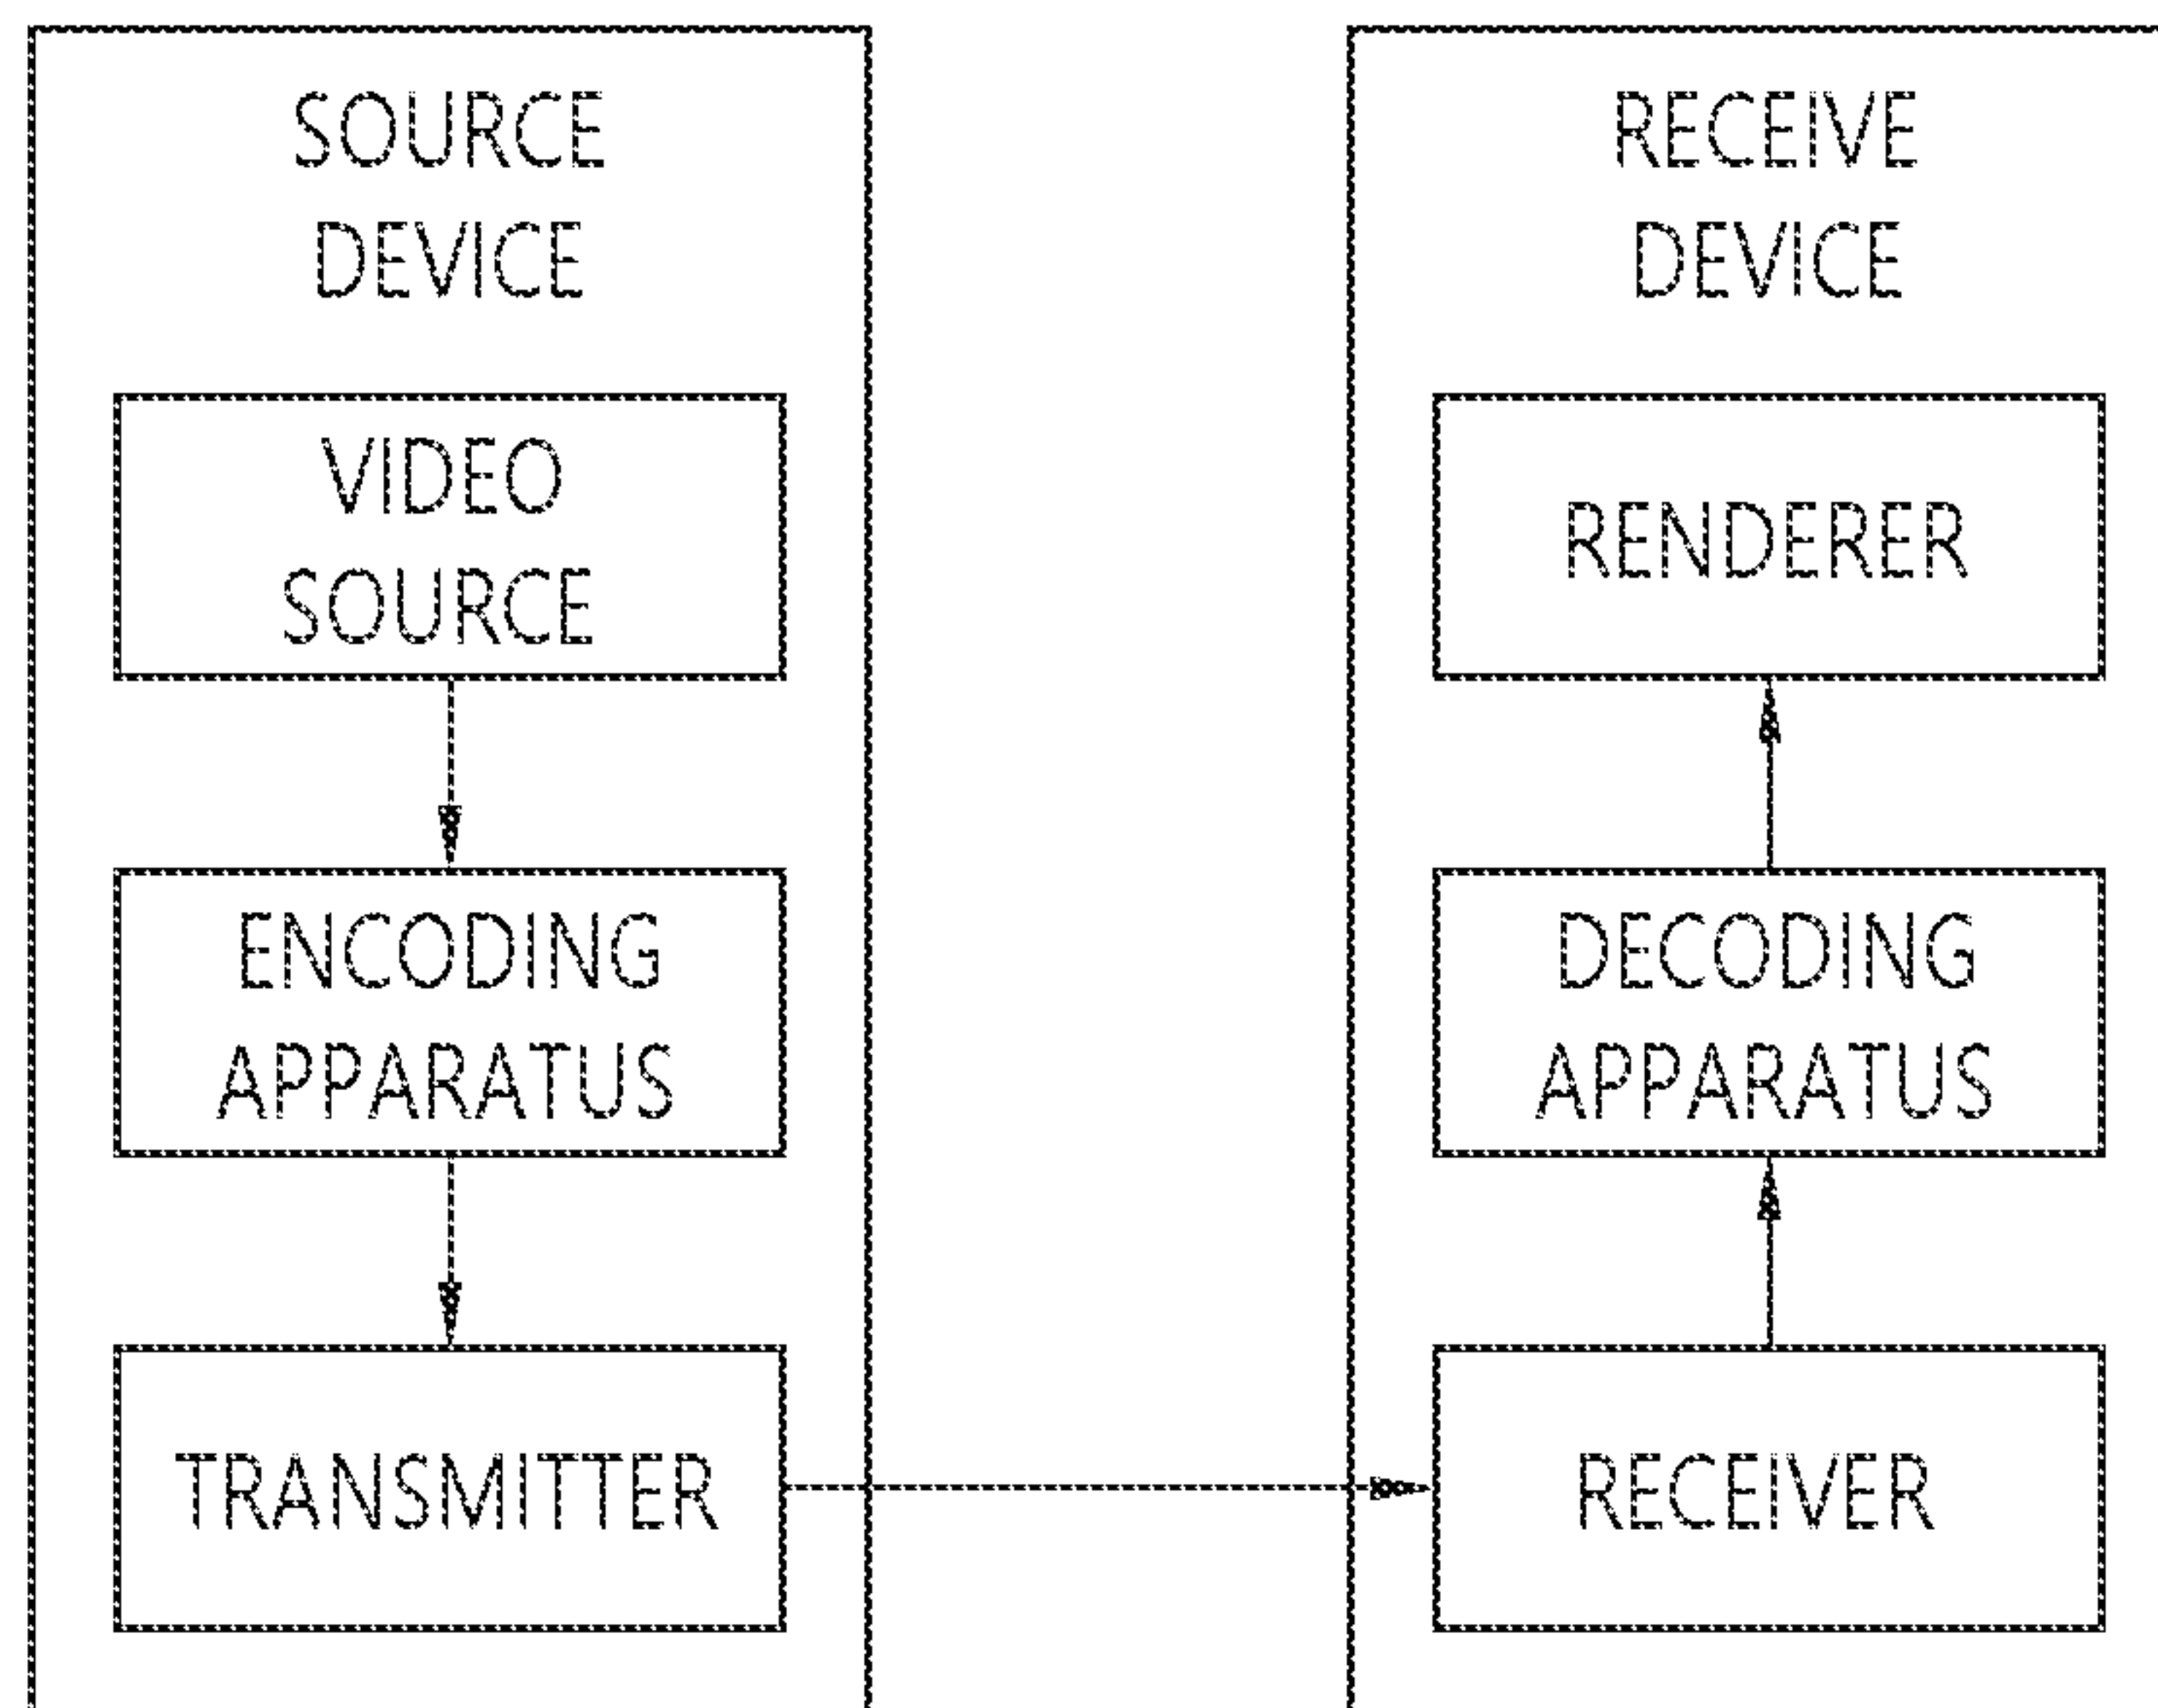 SOURCE
DEVICE
VIDEO
SOURCE
ENCODING
APPARATUS
TRANSMITTER
RECEIVE
DEVICE
RENDERER
DECODING
APPARATUS
RECEIVER